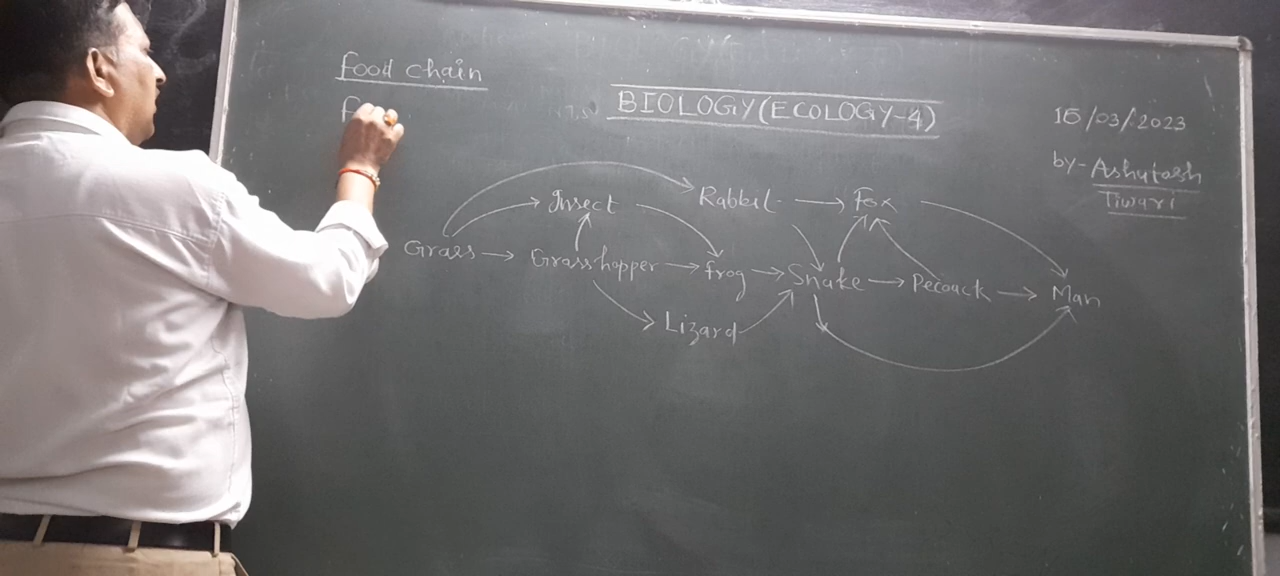 food chain
f
BIOLOGY(ECOLOGY-4)
15/03/2023
by- Ashutosh
Tiwari
Insect Rabbit Fox
Grass Grasshopper frog Snake Pecouck Man
Lizard